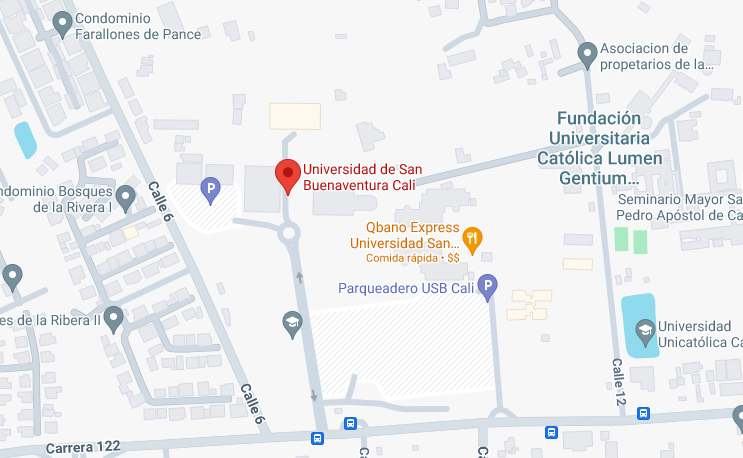 Condominio
Farallones de Pance
Asociacion de
propetarios de la...
Fundación
Universitaria
Católica Lumen
Gentium...
Universidad de San
Buenaventura Cali
P
Calle 6
ndominio Bosques
de la Rivera I
Seminario Mayor Sa
Pedro Apóstol de Ca
Qbano Express
Universidad San...
Comida rápida • $$
Parqueadero USB Cali
P
es de la Ribera II
Universidad
Unicatólica Ca
Calle 12
Calle 6
Carrera 122